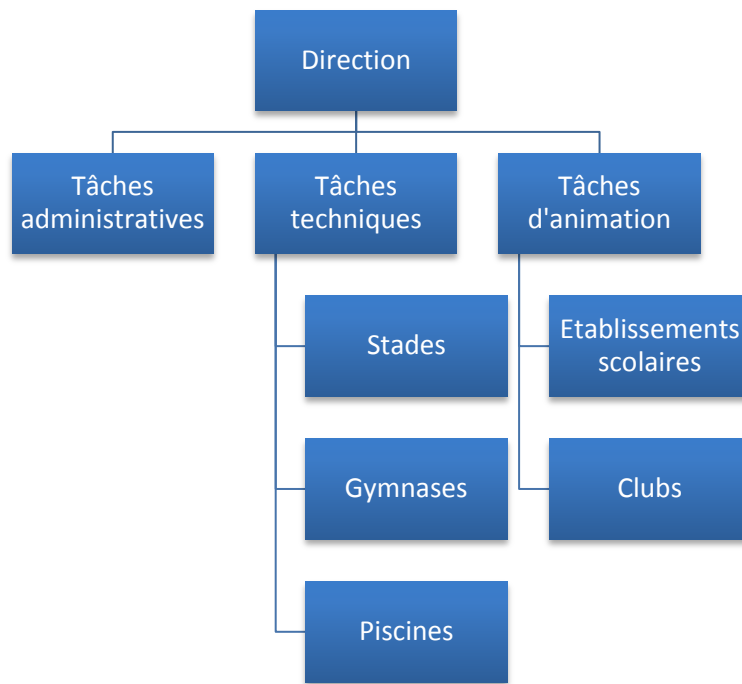 Direction
Tâches
administratives
Tâches
techniques
Tâches
d'animation
Stades
Etablissements
scolaires
Gymnases
Clubs
Piscines